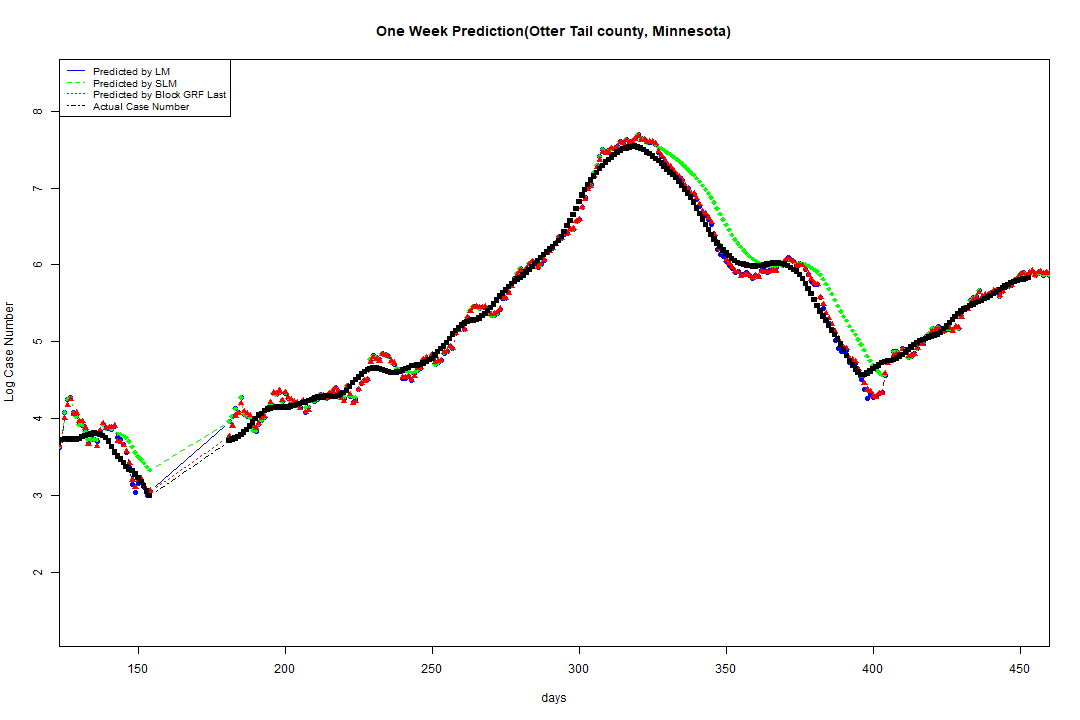 One Week Prediction(Otter Tail county, Minnesota)
Predicted by LM
Predicted by SLM
Predicted by Block GRF Last
Actual Case Number
Log Case Number
8
7
6
5
4
3
2
150 200 250 300 350 400 450
days